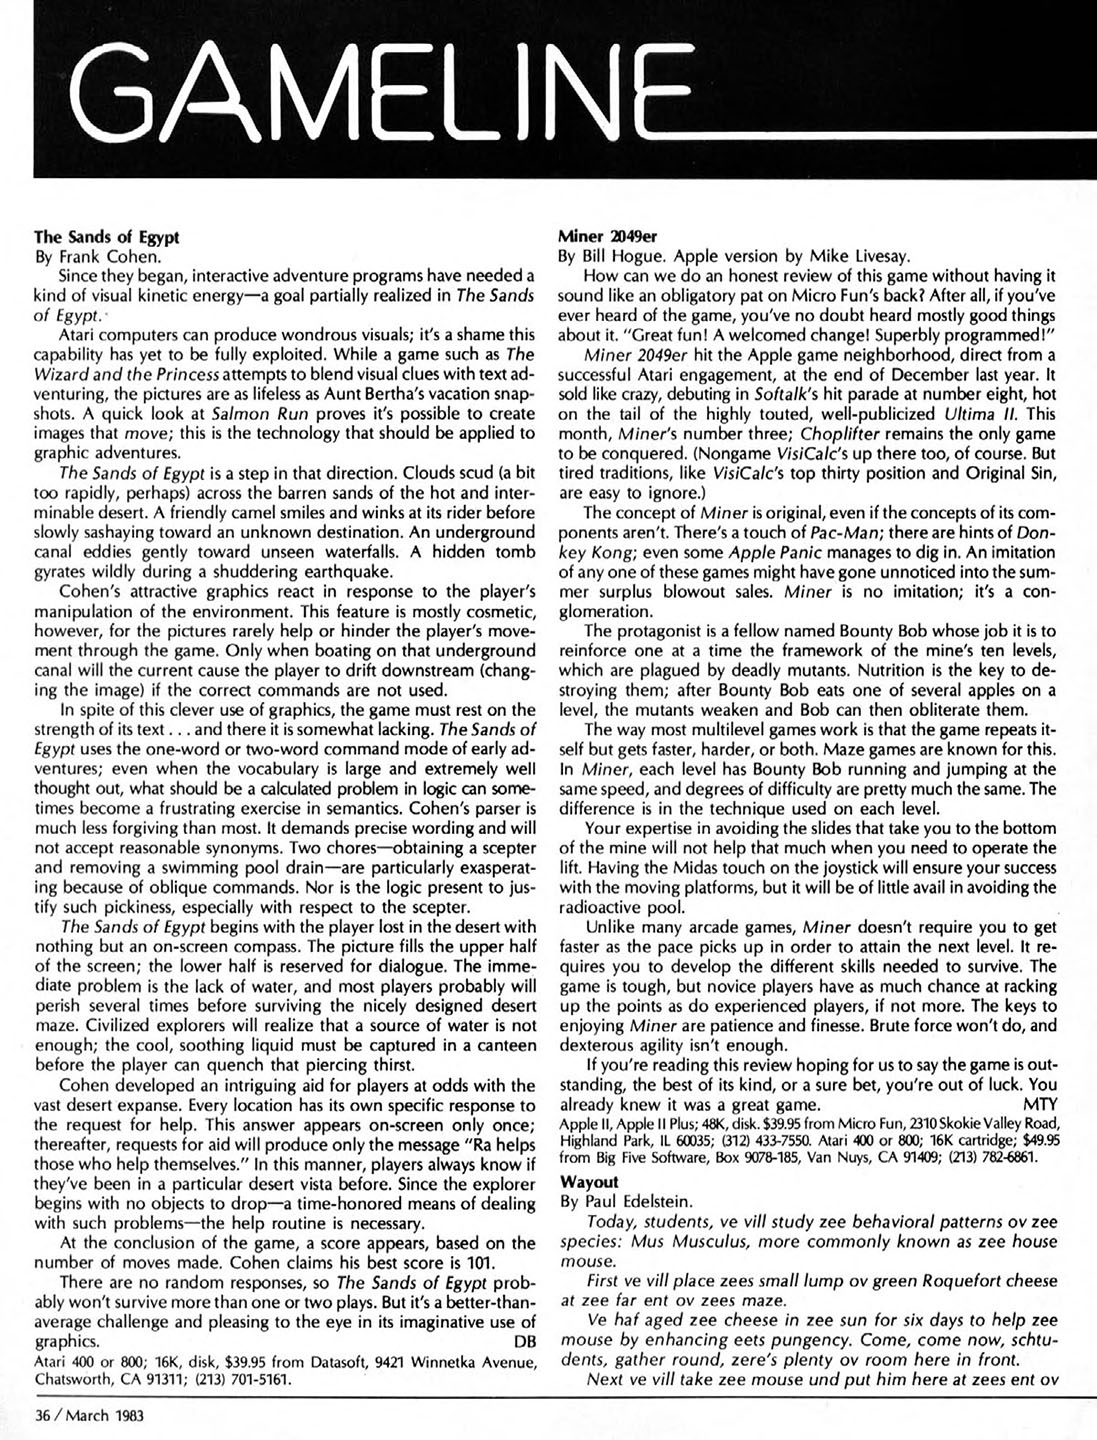 GAMELINE
The Sands of Egypt
By Frank Cohen.
Since they began, interactive adventure programs have needed a
kind of visual kinetic energy—a goal partially realized in The Sands
of Egypt.
Atari computers can produce wondrous visuals; it's a shame this
capability has yet to be fully exploited. While a game such as The
Wizard and the Princess attempts to blend visual clues with text ad-
venturing, the pictures are as lifeless as Aunt Bertha's vacation snap-
shots. A quick look at Salmon Run proves it's possible to create
images that move; this is the technology that should be applied to
graphic adventures.
The Sands of Egypt is a step in that direction. Clouds scud (a bit
too rapidly, perhaps) across the barren sands of the hot and inter-
minable desert. A friendly camel smiles and winks at its rider before
slowly sashaying toward an unknown destination. An underground
canal eddies gently toward unseen waterfalls. A hidden tomb
gyrates wildly during a shuddering earthquake.
Cohen's attractive graphics react in response to the player's
manipulation of the environment. This feature is mostly cosmetic,
however, for the pictures rarely help or hinder the player's move-
ment through the game. Only when boating on that underground
canal will the current cause the player to drift downstream (chang-
ing the image) if the correct commands are not used.
In spite of this clever use of graphics, the game must rest on the
strength of its text . . . and there it is somewhat lacking. The Sands of
Egypt uses the one-word or two-word command mode of early ad-
ventures; even when the vocabulary is large and extremely well
thought out, what should be a calculated problem in logic can some-
times become a frustrating exercise in semantics. Cohen's parser is
much less forgiving than most. It demands precise wording and will
not accept reasonable synonyms. Two chores—obtaining a scepter
and removing a swimming pool drain—are particularly exasperat-
ing because of oblique commands. Nor is the logic present to jus-
tify such pickiness, especially with respect to the scepter.
The Sands of Egypt begins with the player lost in the desert with
nothing but an on-screen compass. The picture fills the upper half
of the screen; the lower half is reserved for dialogue. The imme-
diate problem is the lack of water, and most players probably will
perish several times before surviving the nicely designed desert
maze. Civilized explorers will realize that a source of water is not
enough; the cool, soothing liquid must be captured in a canteen
before the player can quench that piercing thirst.
Cohen developed an intriguing aid for players at odds with the
vast desert expanse. Every location has its own specific response to
the request for help. This answer appears on-screen only once;
thereafter, requests for aid will produce only the message "Ra helps
those who help themselves." In this manner, players always know if
they've been in a particular desert vista before. Since the explorer
begins with no objects to drop—a time-honored means of dealing
with such problems—the help routine is necessary.
At the conclusion of the game, a score appears, based on the
number of moves made. Cohen claims his best score is 101.
There are no random responses, so The Sands of Egypt prob-
ably won't survive more than one or two plays. But it's a better-than-
average challenge and pleasing to the eye in its imaginative use of
graphics. DB
Atari 400 or 800; 16K, disk, $39.95 from Datasoft, 9421 Winnetka Avenue,
Chatsworth, CA 91311; (213) 701-5161.
Miner 2049er
By Bill Hogue. Apple version by Mike Livesay.
How can we do an honest review of this game without having it
sound like an obligatory pat on Micro Fun's back? After all, if you've
ever heard of the game, you've no doubt heard mostly good things
about it. "Great fun! A welcomed change! Superbly programmed!"
Miner 2049er hit the Apple game neighborhood, direct from a
successful Atari engagement, at the end of December last year. It
sold like crazy, debuting in Softalk's hit parade at number eight, hot
on the tail of the highly touted, well-publicized Ultima II. This
month, Miner's number three; Choplifter remains the only game
to be conquered. (Nongame VisiCalc's up there too, of course. But
tired traditions, like VisiCalc's top thirty position and Original Sin,
are easy to ignore.)
The concept of Miner is original, even if the concepts of its com-
ponents aren't. There's a touch of Pac-Man; there are hints of Don-
key Kong; even some Apple Panic manages to dig in. An imitation
of any one of these games might have gone unnoticed into the sum-
mer surplus blowout sales. Miner is no imitation; it's a con-
glomeration.
The protagonist is a fellow named Bounty Bob whose job it is to
reinforce one at a time the framework of the mine's ten levels,
which are plagued by deadly mutants. Nutrition is the key to de-
stroying them; after Bounty Bob eats one of several apples on a
level, the mutants weaken and Bob can then obliterate them.
The way most multilevel games work is that the game repeats it-
self but gets faster, harder, or both. Maze games are known for this.
In Miner, each level has Bounty Bob running and jumping at the
same speed, and degrees of difficulty are pretty much the same. The
difference is in the technique used on each level.
Your expertise in avoiding the slides that take you to the bottom
of the mine will not help that much when you need to operate the
lift. Having the Midas touch on the joystick will ensure your success
with the moving platforms, but it will be of little avail in avoiding the
radioactive pool.
Unlike many arcade games, Miner doesn't require you to get
faster as the pace picks up in order to attain the next level. It re-
quires you to develop the different skills needed to survive. The
game is tough, but novice players have as much chance at racking
up the points as do experienced players, if not more. The keys to
enjoying Miner are patience and finesse. Brute force won't do, and
dexterous agility isn't enough.
If you're reading this review hoping for us to say the game is out-
standing, the best of its kind, or a sure bet, you're out of luck. You
already knew it was a great game. MTY
Apple II, Apple II Plus; 48K, disk. $39.95 from Micro Fun, 2310 Skokie Valley Road,
Highland Park, IL 60035; (312) 433-7550. Atari 400 or 800; 16K cartridge; $49.95
from Big Five Software, Box 9078-185, Van Nuys, CA 91409; (213) 782-6861.
Wayout
By Paul Edelstein.
Today, students, ve vill study zee behavioral patterns ov zee
species: Mus Musculus, more commonly known as zee house
mouse.
First ve vill place zees small lump ov green Roquefort cheese
at zee far ent ov zees maze.
Ve haf aged zee cheese in zee sun for six days to help zee
mouse by enhancing eets pungency. Come, come now, schtu-
dents, gather round, zere's plenty ov room here in front.
Next ve vill take zee mouse und put him here at zees ent ov
36 / March 1983